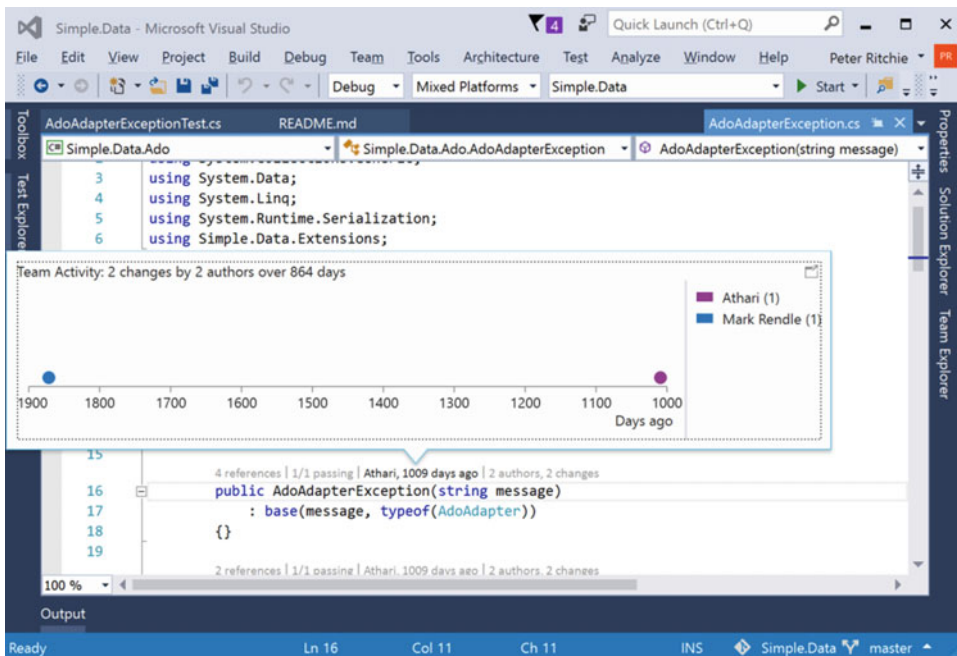 Simple.Data - Microsoft Visual Studio
4
Quick Launch (Ctrl+Q)
File Edit View Project Build Debug Team Tools Architecture Test Analyze Window Help Peter Ritchie PR
Debug Mixed Platforms Simple.Data Start
Toolbox
Test Explorer
AdoAdapterExceptionTest.cs README.md AdoAdapterException.cs
C# Simple.Data.Ado Simple.Data.Ado.AdoAdapterException AdoAdapterException(string message)
3 using System.Data;
4 using System.Linq;
5 using System.Runtime.Serialization;
6 using Simple.Data.Extensions;
Team Activity: 2 changes by 2 authors over 864 days
Athari (1)
Mark Rendle (1)
1900 1800 1700 1600 1500 1400 1300 1200 1100 1000
Days ago
15
4 references | 1/1 passing | Athari, 1009 days ago | 2 authors, 2 changes
16 public AdoAdapterException(string message)
17 : base(message, typeof(AdoAdapter))
18 {}
19
2 references | 1/1 passing | Athari, 1009 days ago | 2 authors, 2 changes
100 %
Properties
Solution Explorer
Team Explorer
Output
Ready Ln 16 Col 11 Ch 11 INS Simple.Data master